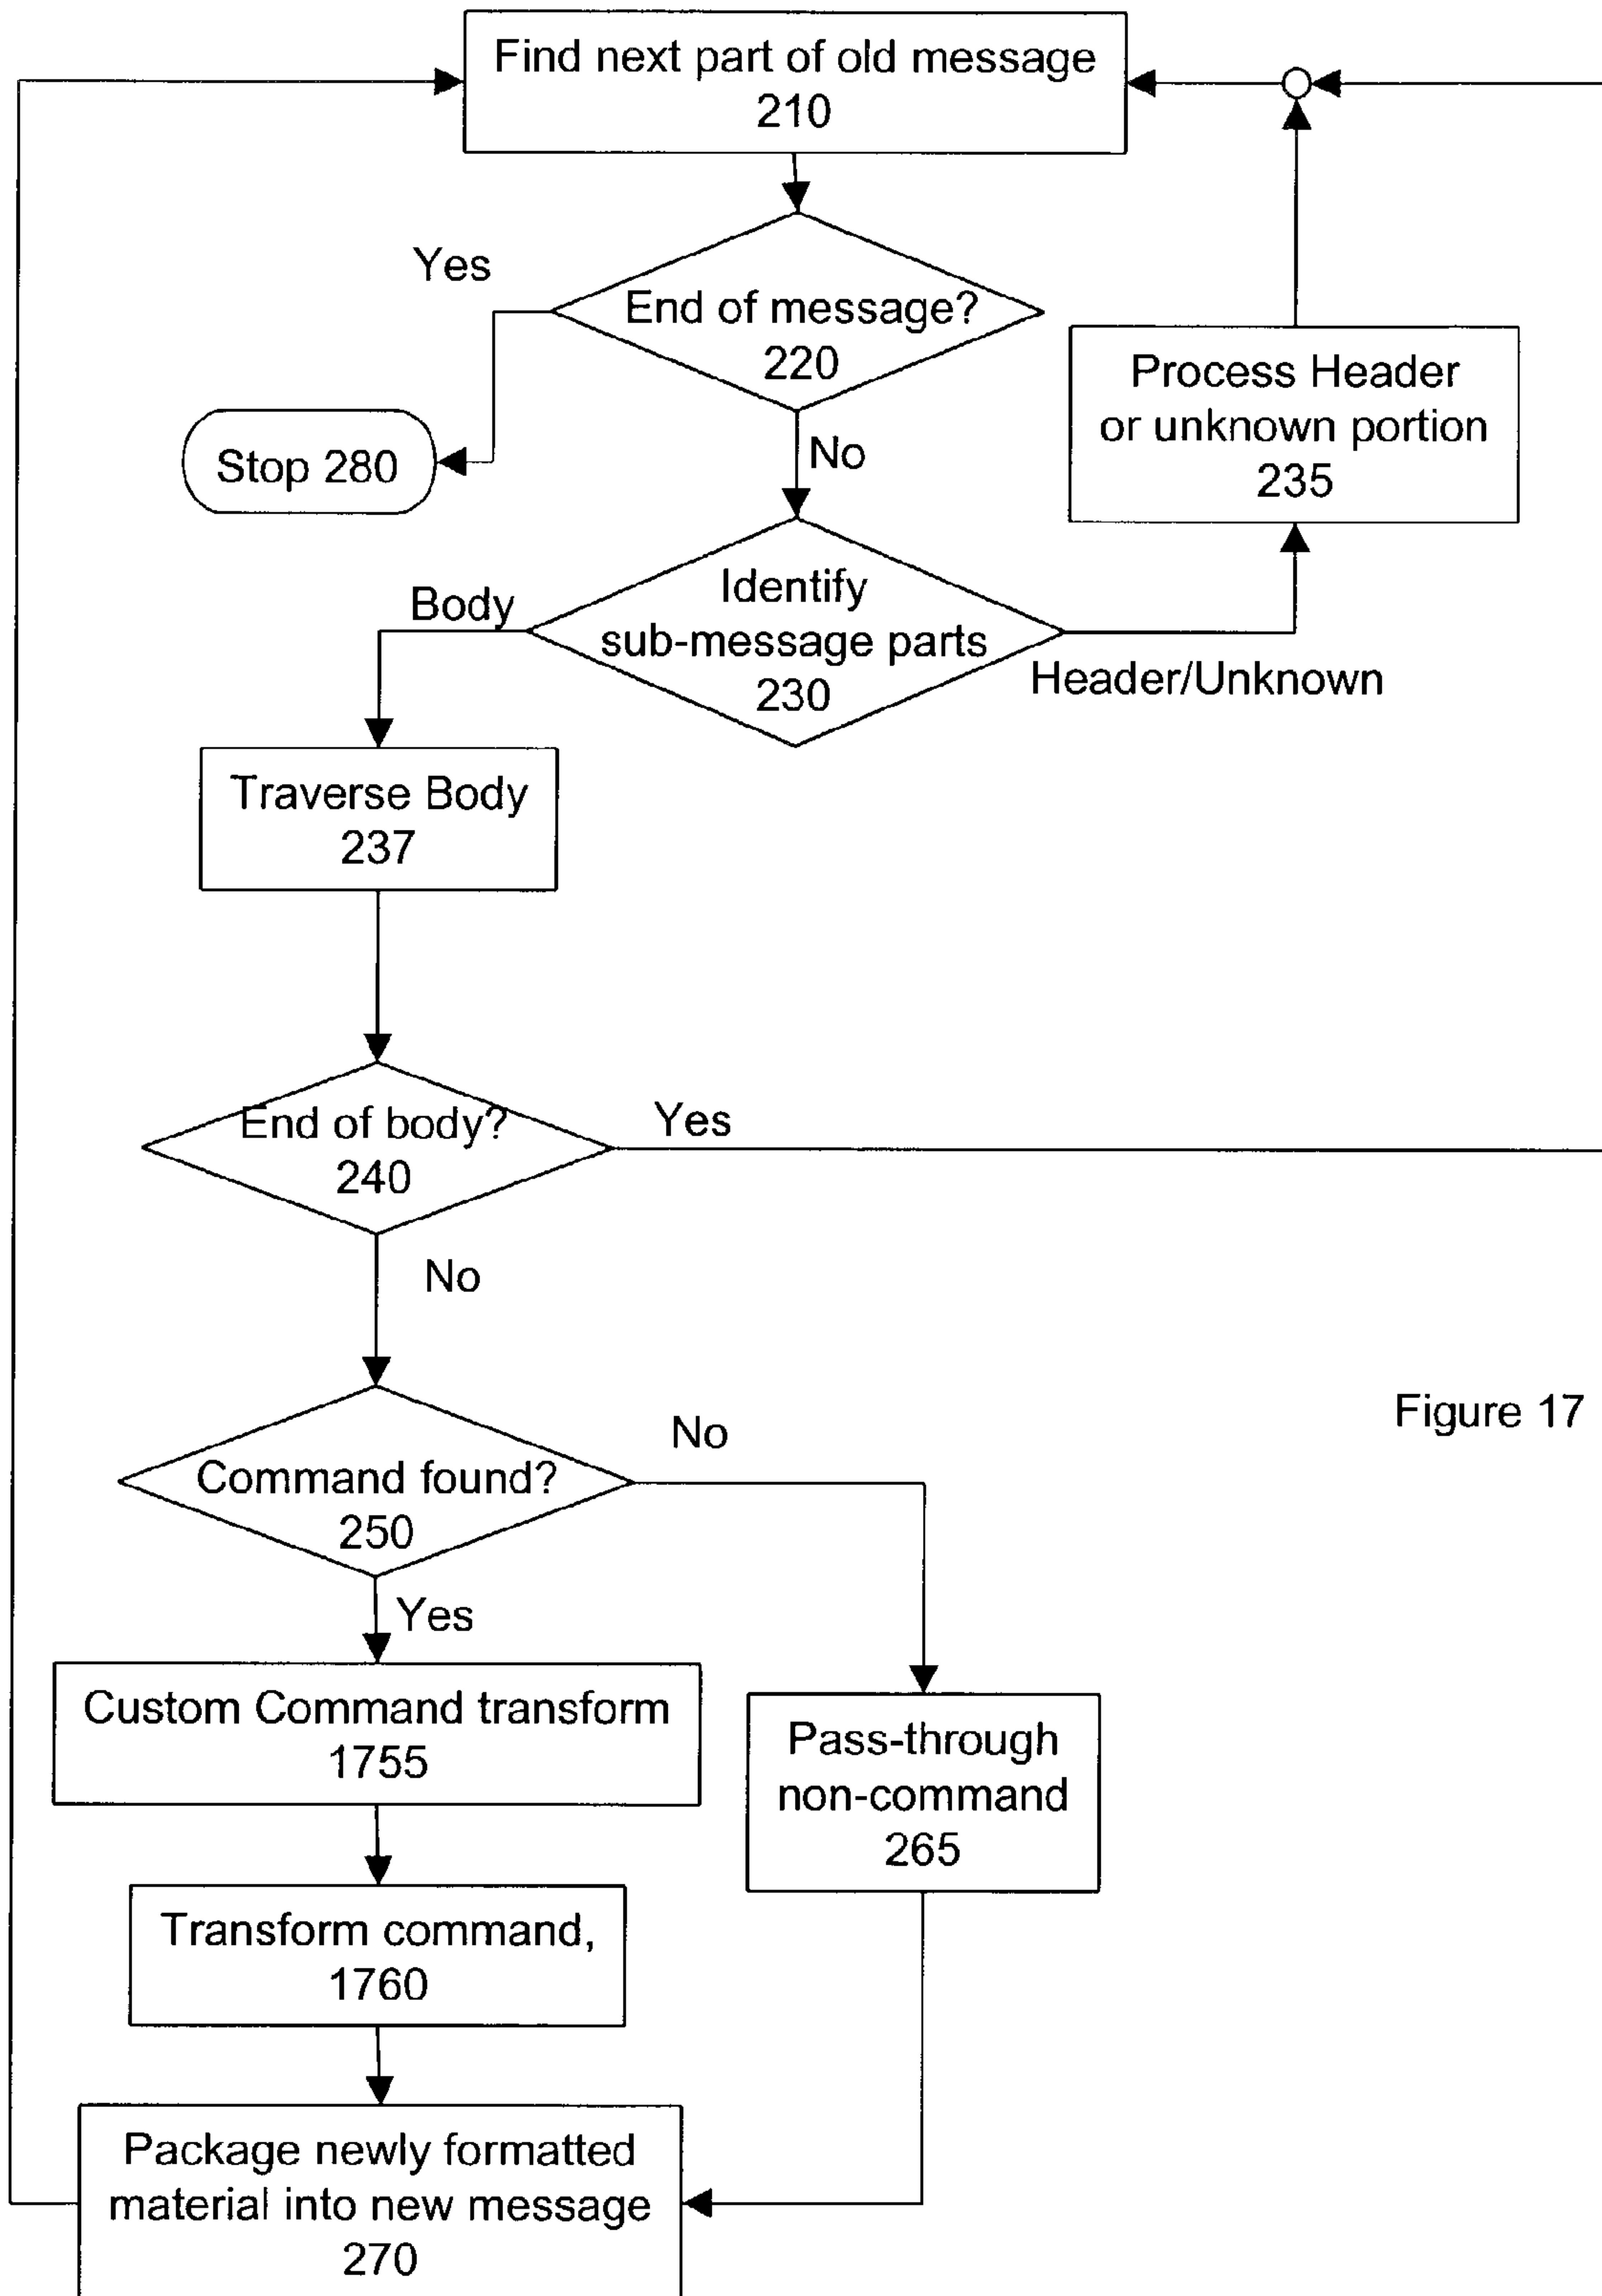 Find next part of old message
210
Yes
End of message?
220
Process Header
or unknown portion
235
No
Stop 280
Identify
sub-message parts
230
Body
Header/Unknown
Traverse Body
237
End of body?
240
Yes
No
Figure 17
No
Command found?
250
Yes
Custom Command transform
1755
Pass-through
non-command
265
Transform command,
1760
Package newly formatted
material into new message
270